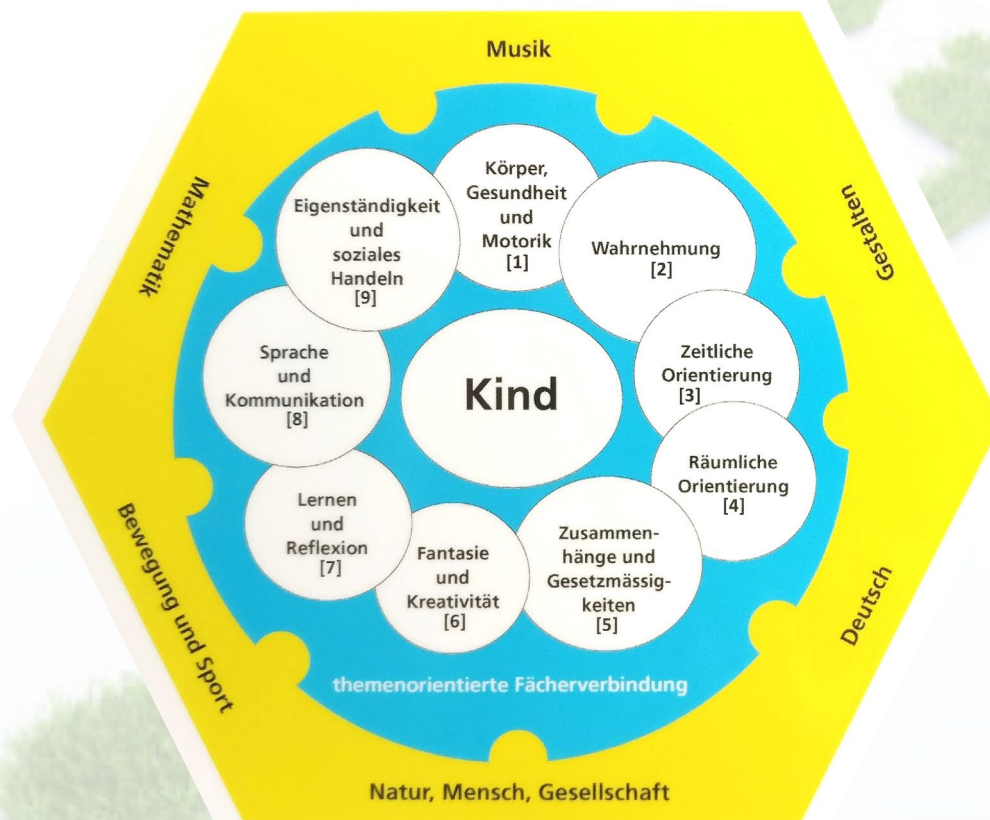 Musik
Mathematik
Gestalten
Körper,
Gesundheit
und
Motorik
[1]
Eigenständigkeit
und
soziales
Handeln
[9]
Wahrnehmung
[2]
Sprache
und
Kommunikation
[8]
Kind
Zeitliche
Orientierung
[3]
Räumliche
Orientierung
[4]
Lernen
und
Reflexion
[7]
Fantasie
und
Kreativität
[6]
Zusammen-
hänge und
Gesetzmässig-
keiten
[5]
Bewegung und Sport
Deutsch
themenorientierte Fächerverbindung
Natur, Mensch, Gesellschaft